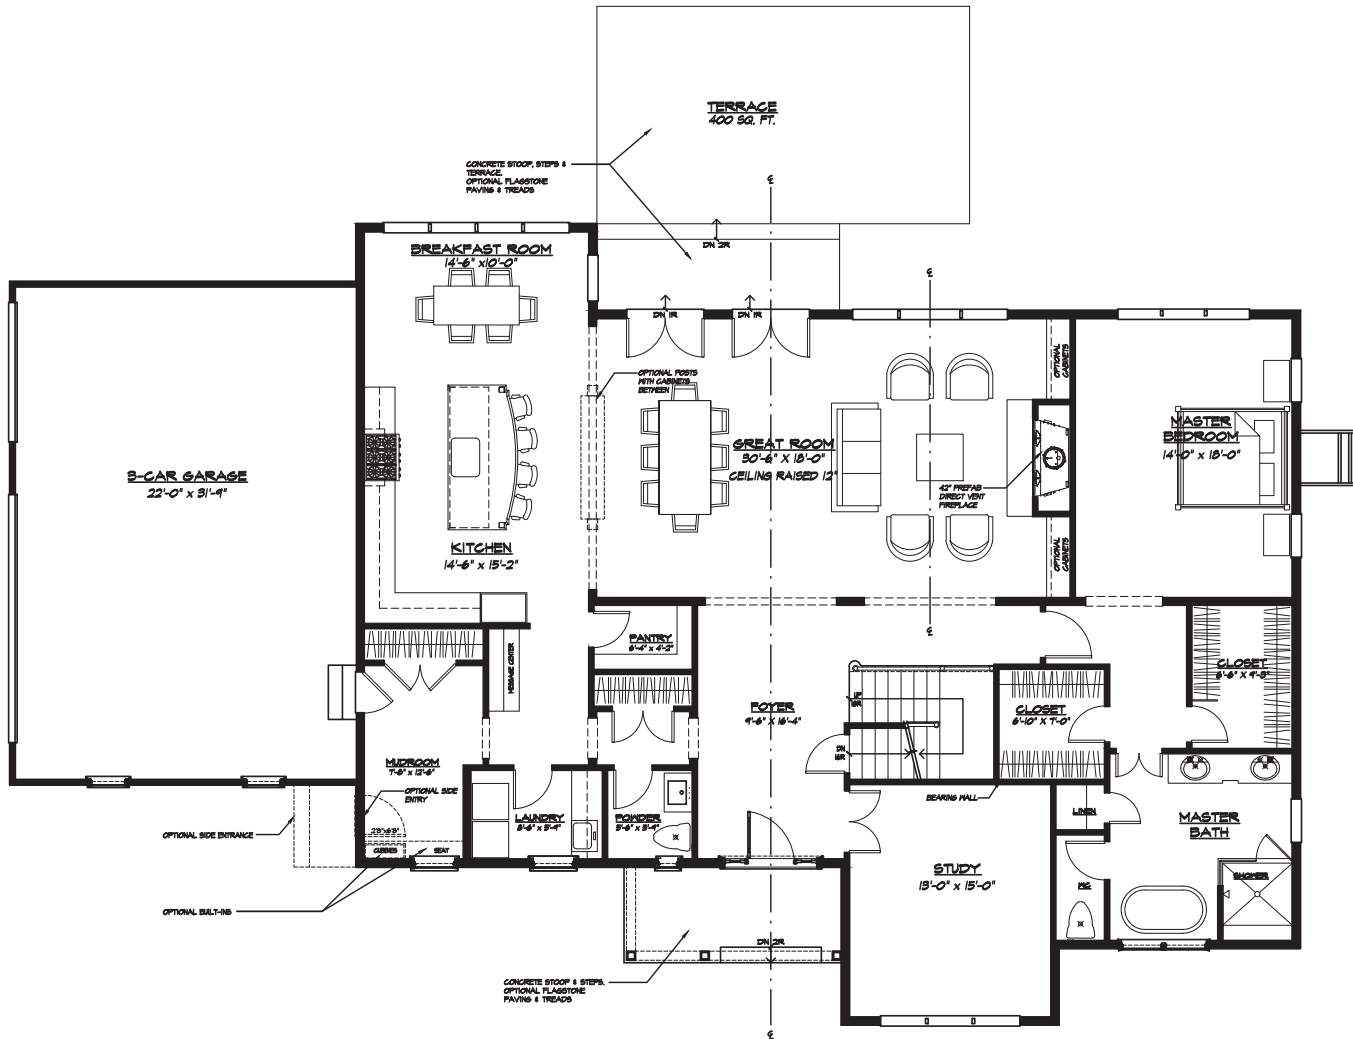 TERRACE
400 SQ. FT.
CONCRETE STOOP, STEPS &
TERRACE.
OPTIONAL FLAGSTONE
PAVING & TREADS
DN 2R
BREAKFAST ROOM
14'-6" x10'-0"
DN 1R
DN 1R
OPTIONAL POSTS
WITH CABINETS
BETWEEN
OPTIONAL
CABINETS
MASTER
BEDROOM
14'-0" X 18'-0"
GREAT ROOM
30'-6" X 18'-0"
CEILING RAISED 12"
3-CAR GARAGE
22'-0" x 31'-9"
42" PREFAB
DIRECT VENT
FIREPLACE
KITCHEN
14'-6" x 15'-2"
OPTIONAL
CABINETS
PANTRY
6'-4" x 4'-2"
MESSAGE CENTER
CLOSET
6'-6" X 9'-3"
UP
16R
FOYER
9'-6" X 16'-4"
CLOSET
6'-10" X 7'-0"
DN
16R
MUDROOM
7'-8" x 12'-6"
OPTIONAL SIDE
ENTRY
BEARING WALL
LINEN
MASTER
BATH
LAUNDRY
8'-6" x 5'-9"
POWDER
5'-6" x 5'-9"
OPTIONAL SIDE ENTRANCE
2'8"x6'8"
CUBBIES
SEAT
STUDY
13'-0" x 15'-0"
SHOWER
WC
OPTIONAL BUILT-INS
DN 2R
CONCRETE STOOP & STEPS.
OPTIONAL FLAGSTONE
PAVING & TREADS